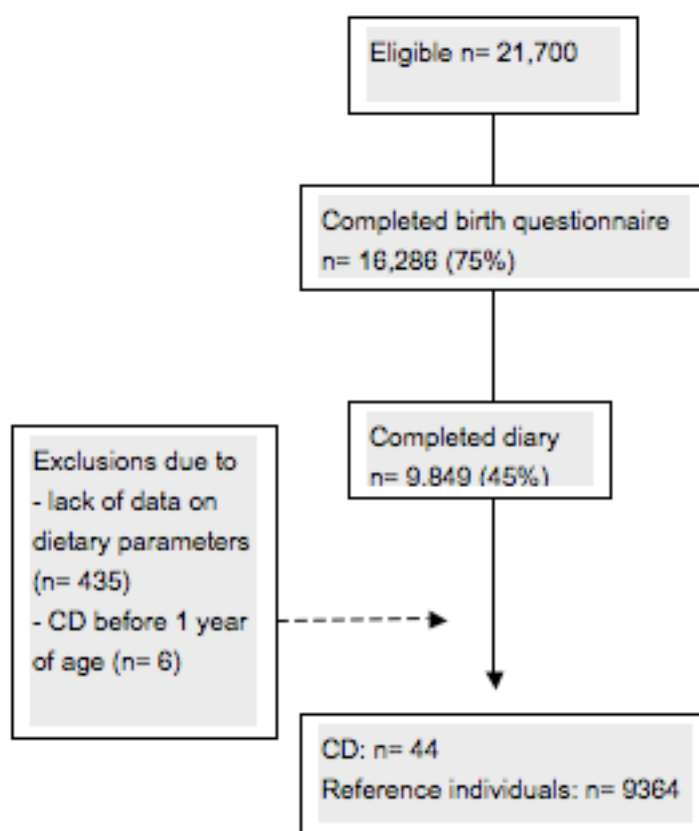 Eligible n= 21,700
Completed birth questionnaire
n= 16,286 (75%)
Completed diary
n= 9.849 (45%)
Exclusions due to
- lack of data on
dietary parameters
(n= 435)
- CD before 1 year
of age (n= 6)
CD: n= 44
Reference individuals: n= 9364